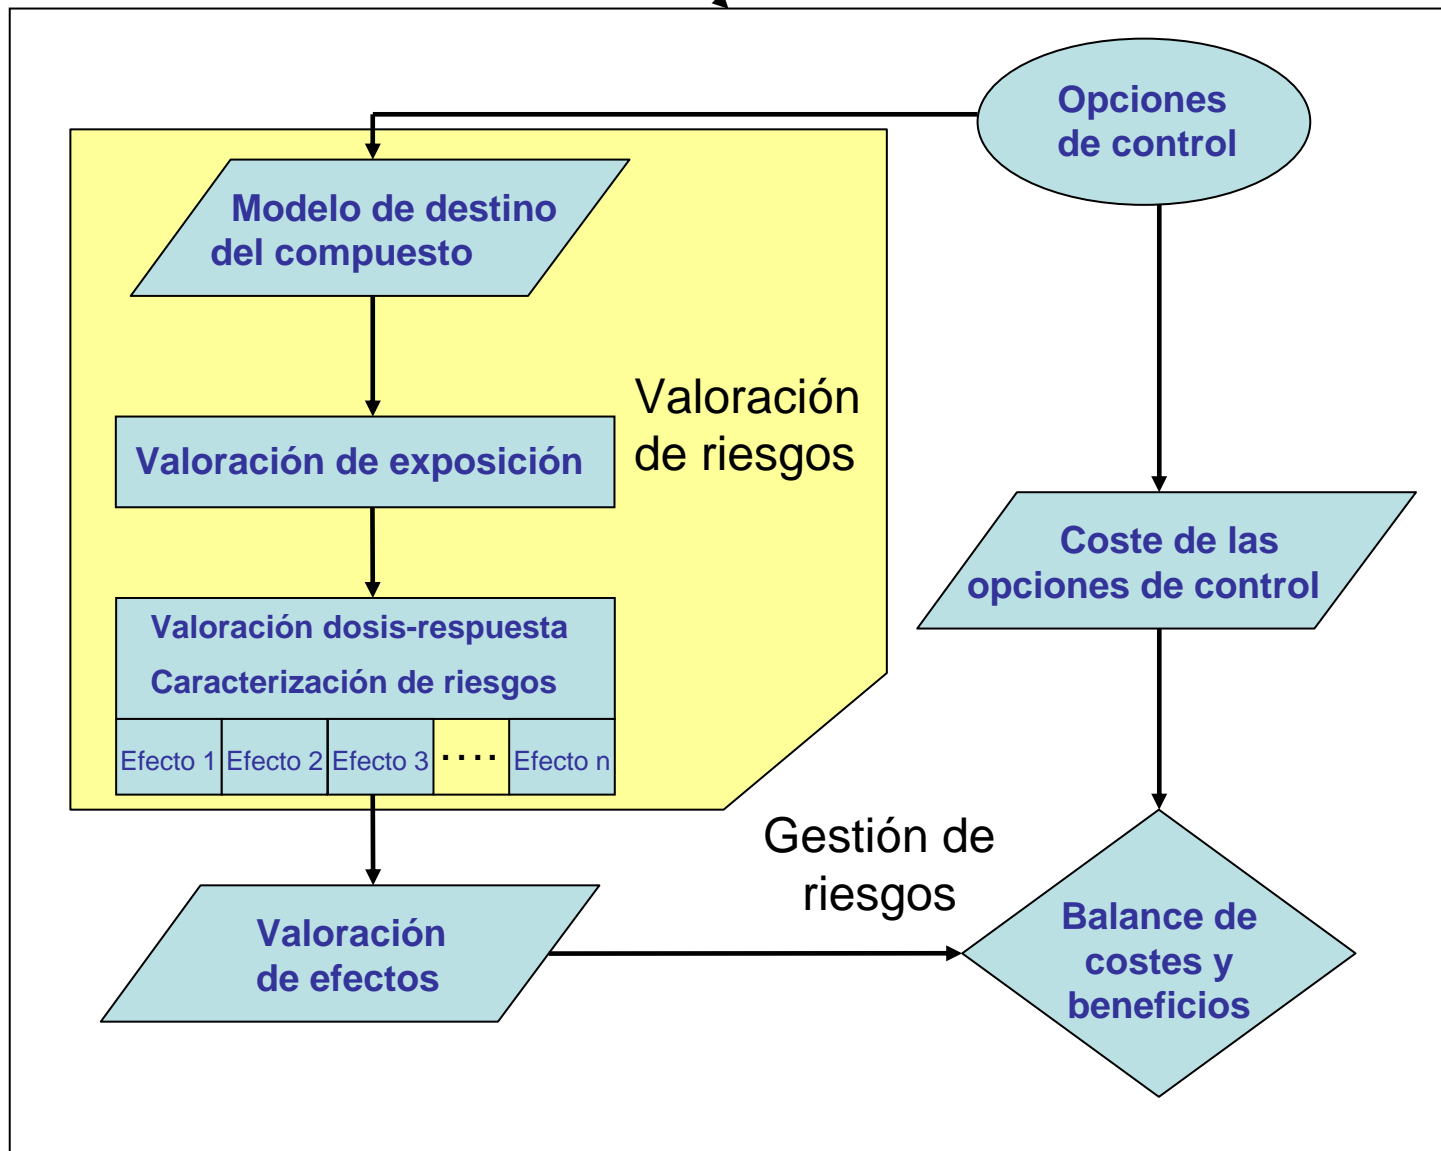 Opciones
de control
Modelo de destino
del compuesto
Valoración
de riesgos
Valoración de exposición
Coste de las
opciones de control
Valoración dosis-respuesta
Caracterización de riesgos
Efecto 1 Efecto 2 Efecto 3 .... Efecto n
Gestión de
riesgos
Valoración
de efectos
Balance de
costes y
beneficios